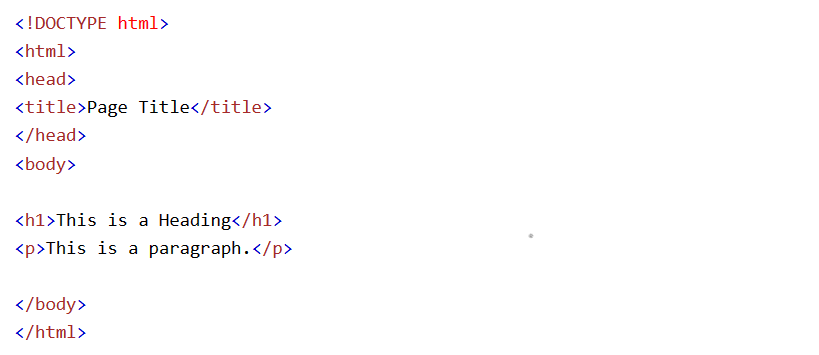 <!DOCTYPE html>
<html>
<head>
<title>Page Title</title>
</head>
<body>
<h1>This is a Heading</h1>
<p>This is a paragraph.</p>
</body>
</html>